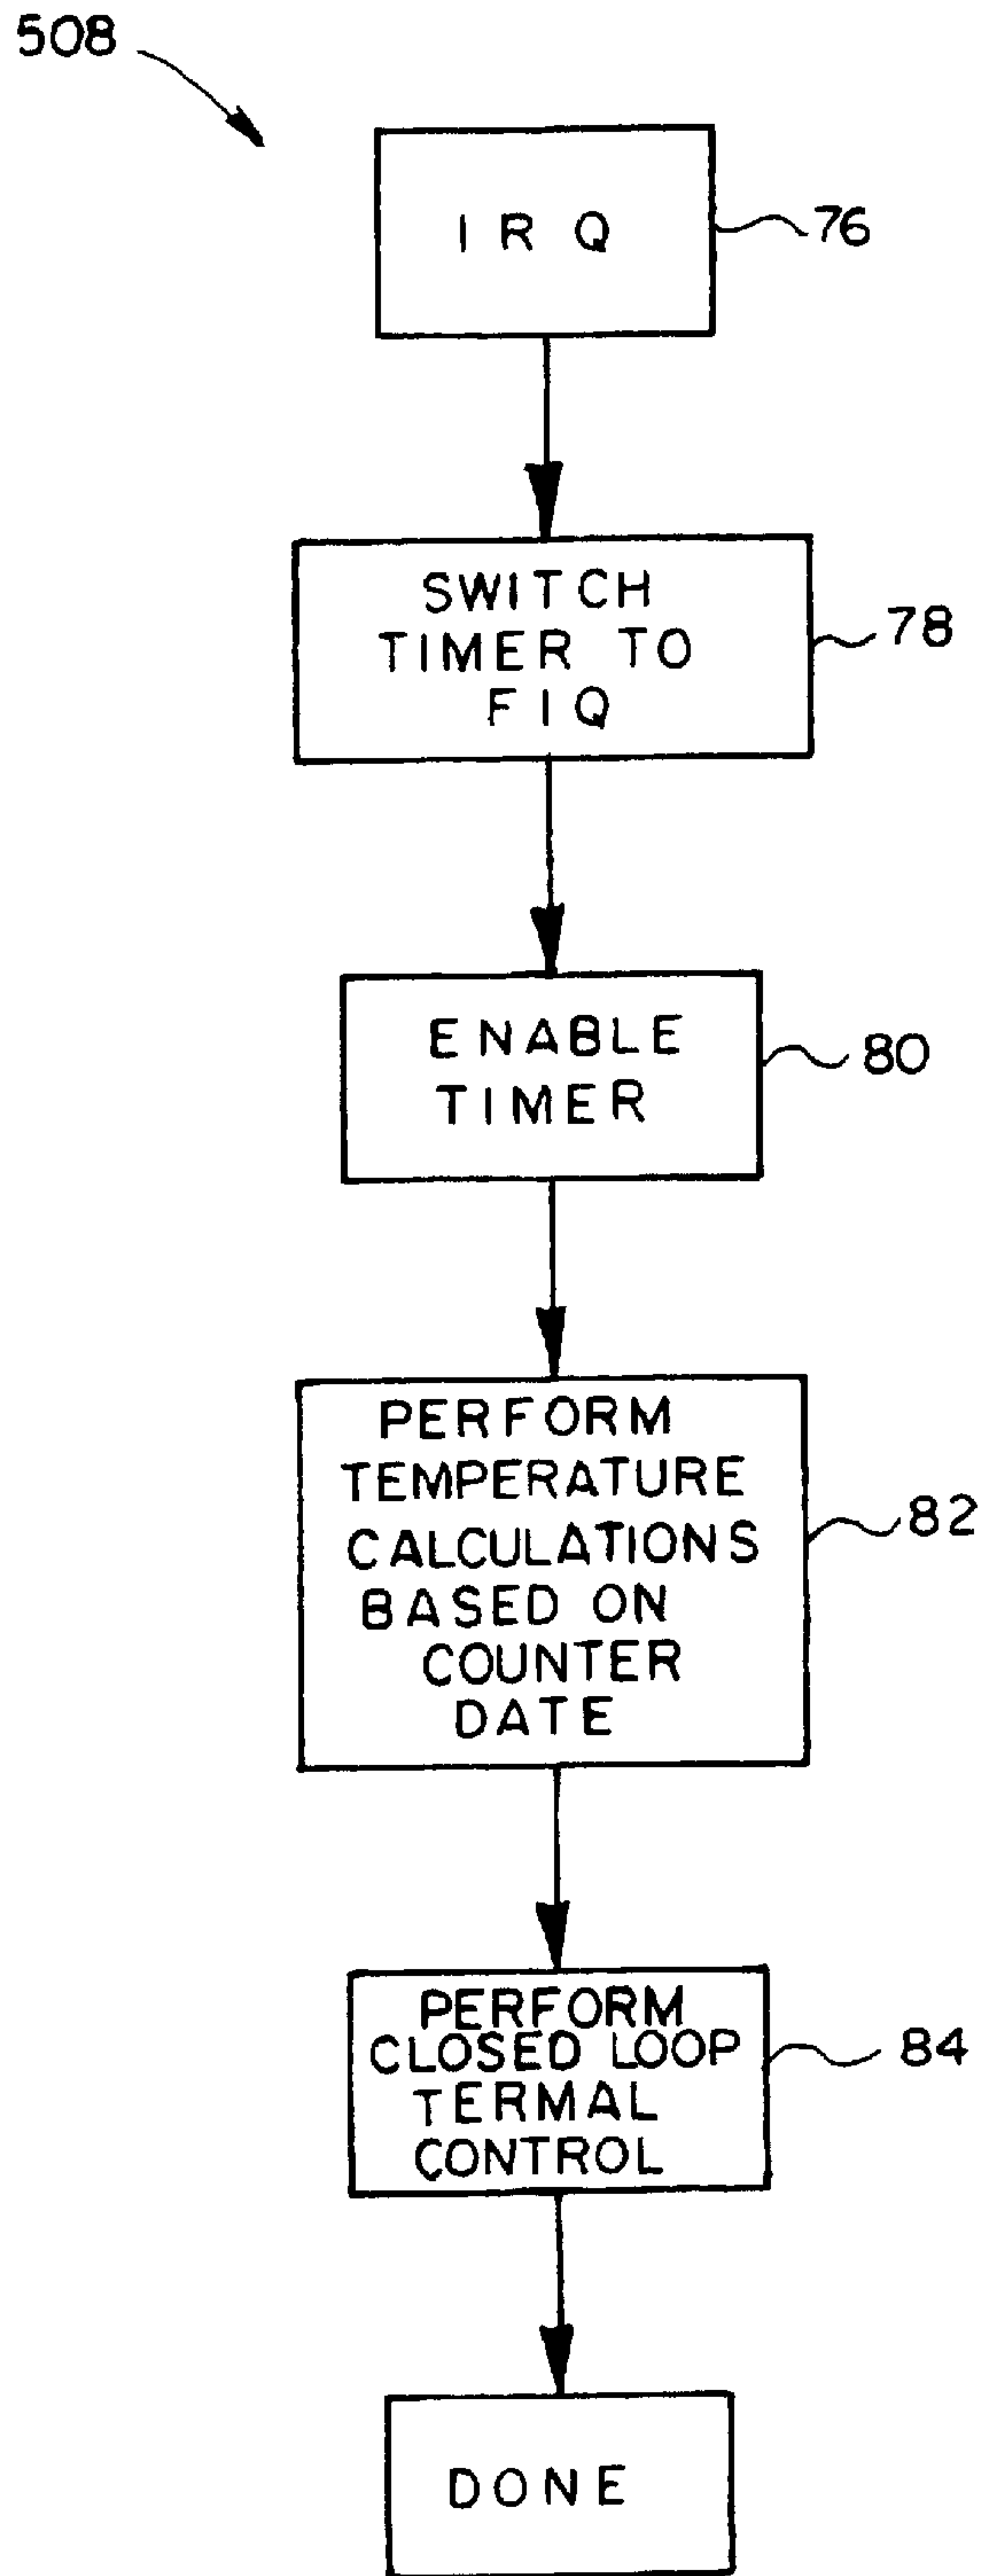 508
IRQ
76
SWITCH
TIMER TO
FIQ
78
ENABLE
TIMER
80
PERFORM
TEMPERATURE
CALCULATIONS
BASED ON
COUNTER
DATE
82
PERFORM
CLOSED LOOP
TERMAL
CONTROL
84
DONE